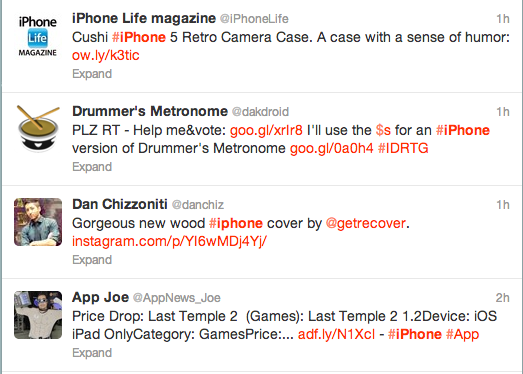 iPhone
Life
MAGAZINE
iPhone Life magazine @iPhoneLife 1h
Cushi #iPhone 5 Retro Camera Case. A case with a sense of humor:
ow.ly/k3tic
Expand
Drummer's Metronome @dakdroid 1h
PLZ RT - Help me&vote: goo.gl/xrIr8 I'll use the $s for an #iPhone
version of Drummer's Metronome goo.gl/0a0h4 #IDRTG
Expand
Dan Chizzoniti @danchiz 1h
Gorgeous new wood #iphone cover by @getrecover.
instagram.com/p/YI6wMDj4Yj/
Expand
App Joe @AppNews_Joe 2h
Price Drop: Last Temple 2 (Games): Last Temple 2 1.2Device: iOS
iPad OnlyCategory: GamesPrice:... adf.ly/N1Xcl - #iPhone #App
Expand